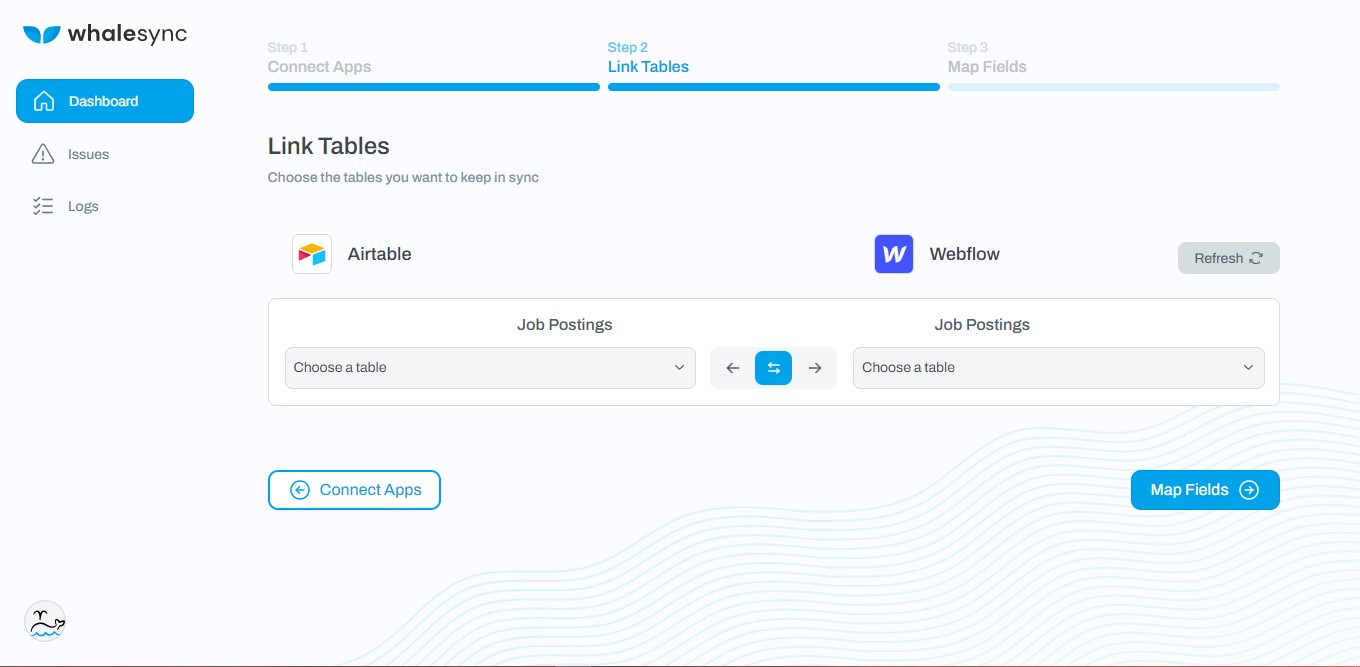 whalesync
Dashboard
Issues
Logs
Step 1
Connect Apps
Step 2
Link Tables
Step 3
Map Fields
Link Tables
Choose the tables you want to keep in sync
Airtable
Webflow
Refresh
Job Postings
Job Postings
Choose a table
Choose a table
Connect Apps
Map Fields